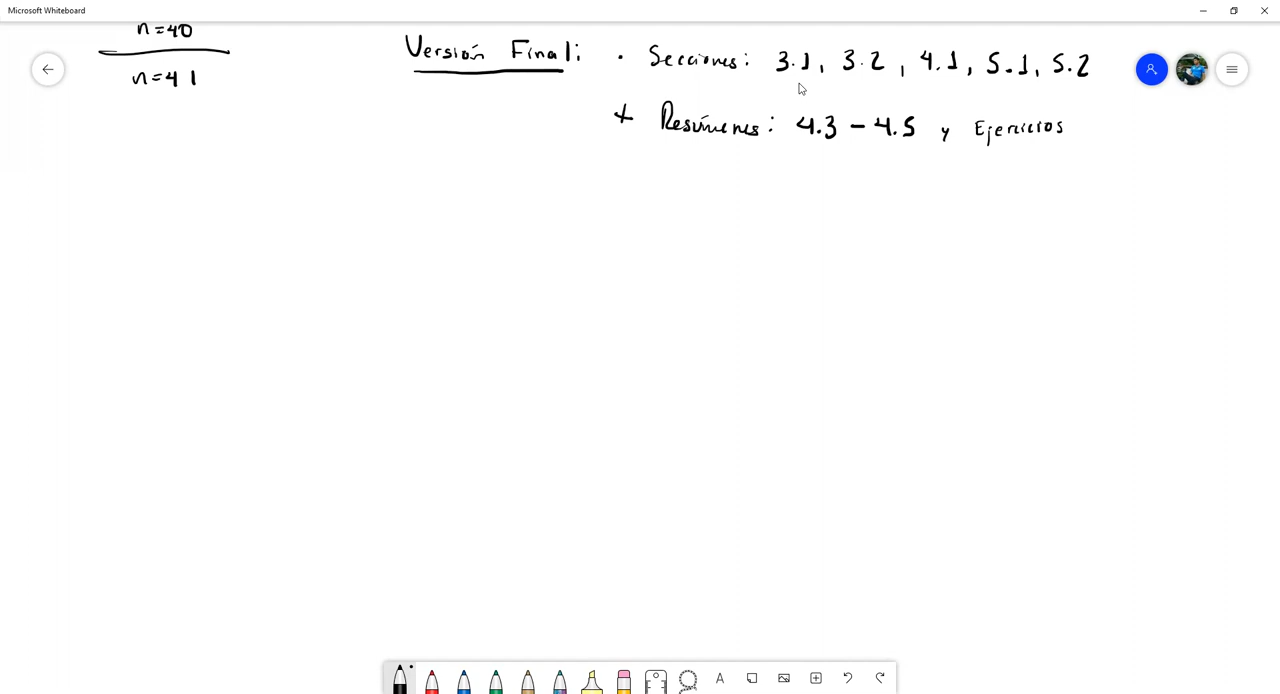 Microsoft Whiteboard
n=40
n=41
Versión Final: • Secciones: 3.1, 3.2, 4.1, 5.1, 5.2
+ Resúmenes: 4.3 - 4.5 y Ejercicios
A